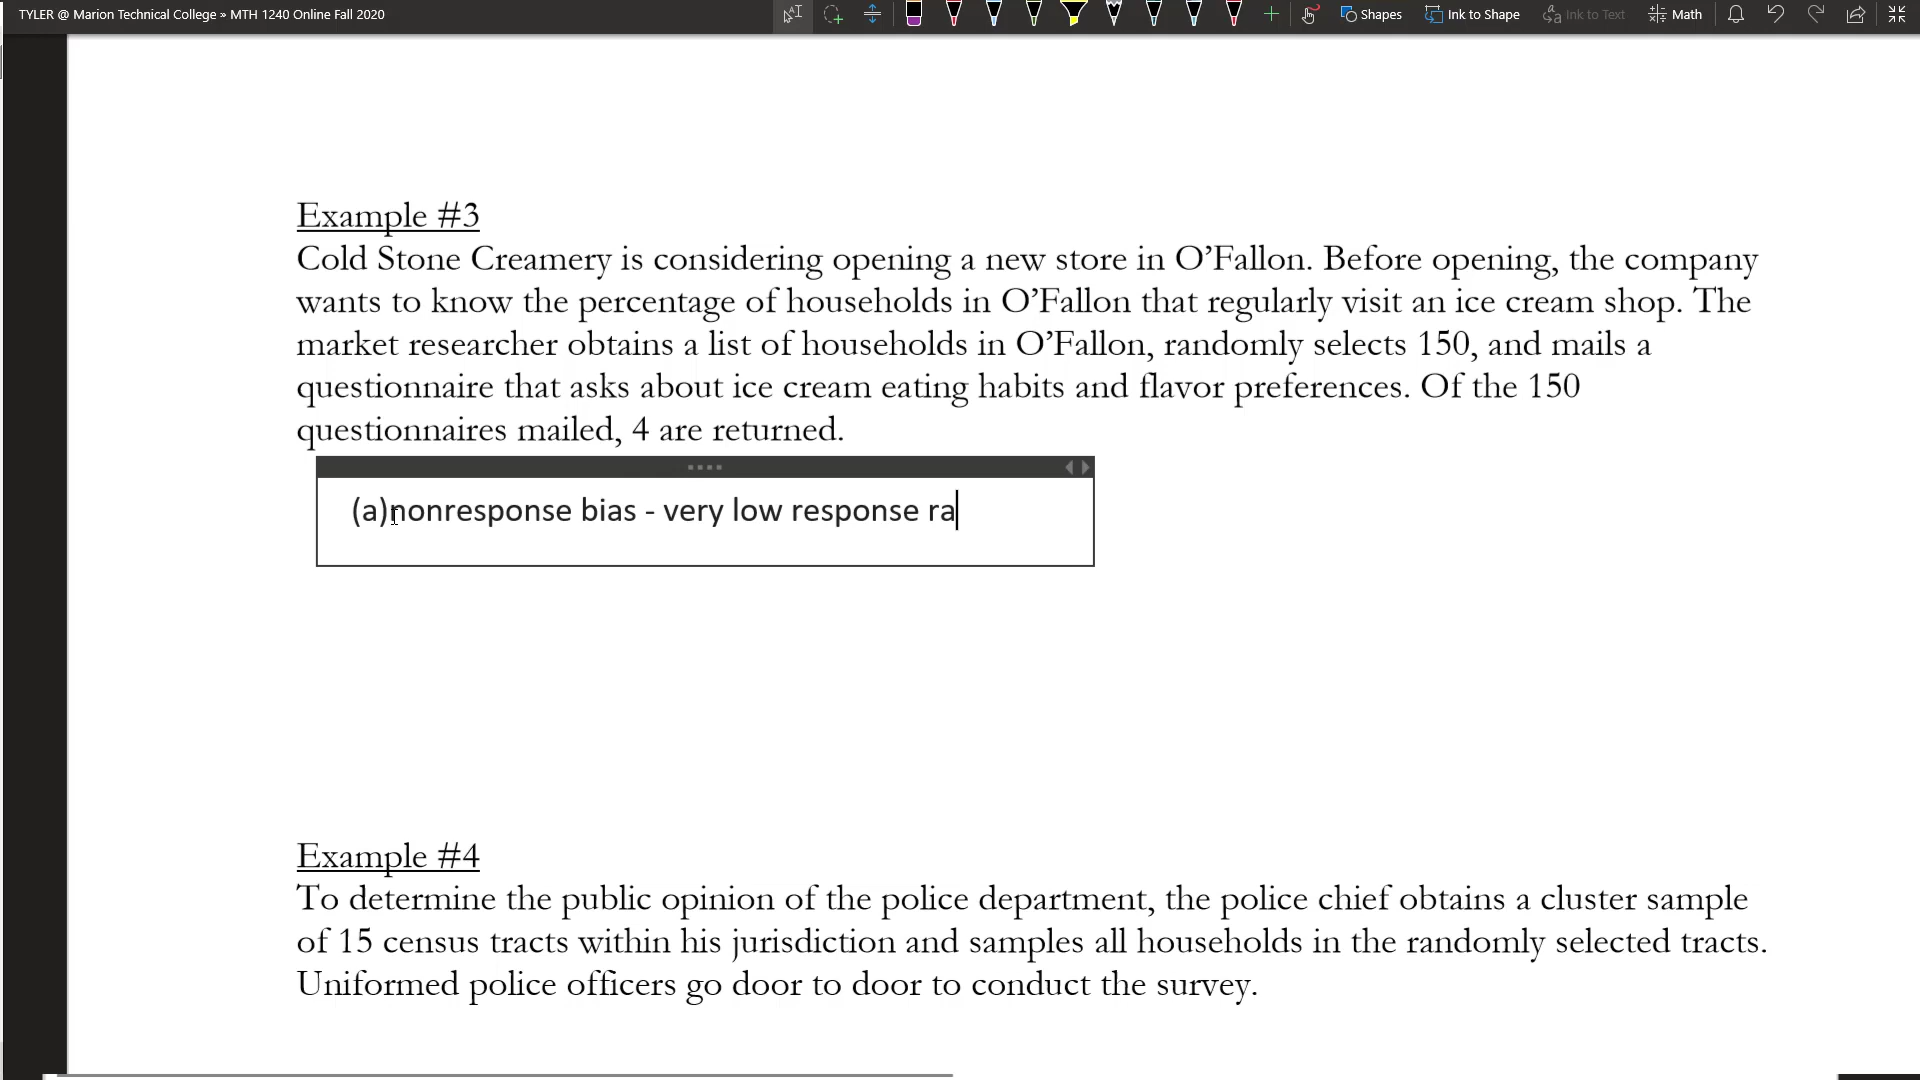 TYLER @ Marion Technical College » MTH 1240 Online Fall 2020
Shapes
Ink to Shape
Ink to Text
Math
Example #3
Cold Stone Creamery is considering opening a new store in O’Fallon. Before opening, the company
wants to know the percentage of households in O’Fallon that regularly visit an ice cream shop. The
market researcher obtains a list of households in O’Fallon, randomly selects 150, and mails a
questionnaire that asks about ice cream eating habits and flavor preferences. Of the 150
questionnaires mailed, 4 are returned.
(a)nonresponse bias - very low response ra
Example #4
To determine the public opinion of the police department, the police chief obtains a cluster sample
of 15 census tracts within his jurisdiction and samples all households in the randomly selected tracts.
Uniformed police officers go door to door to conduct the survey.